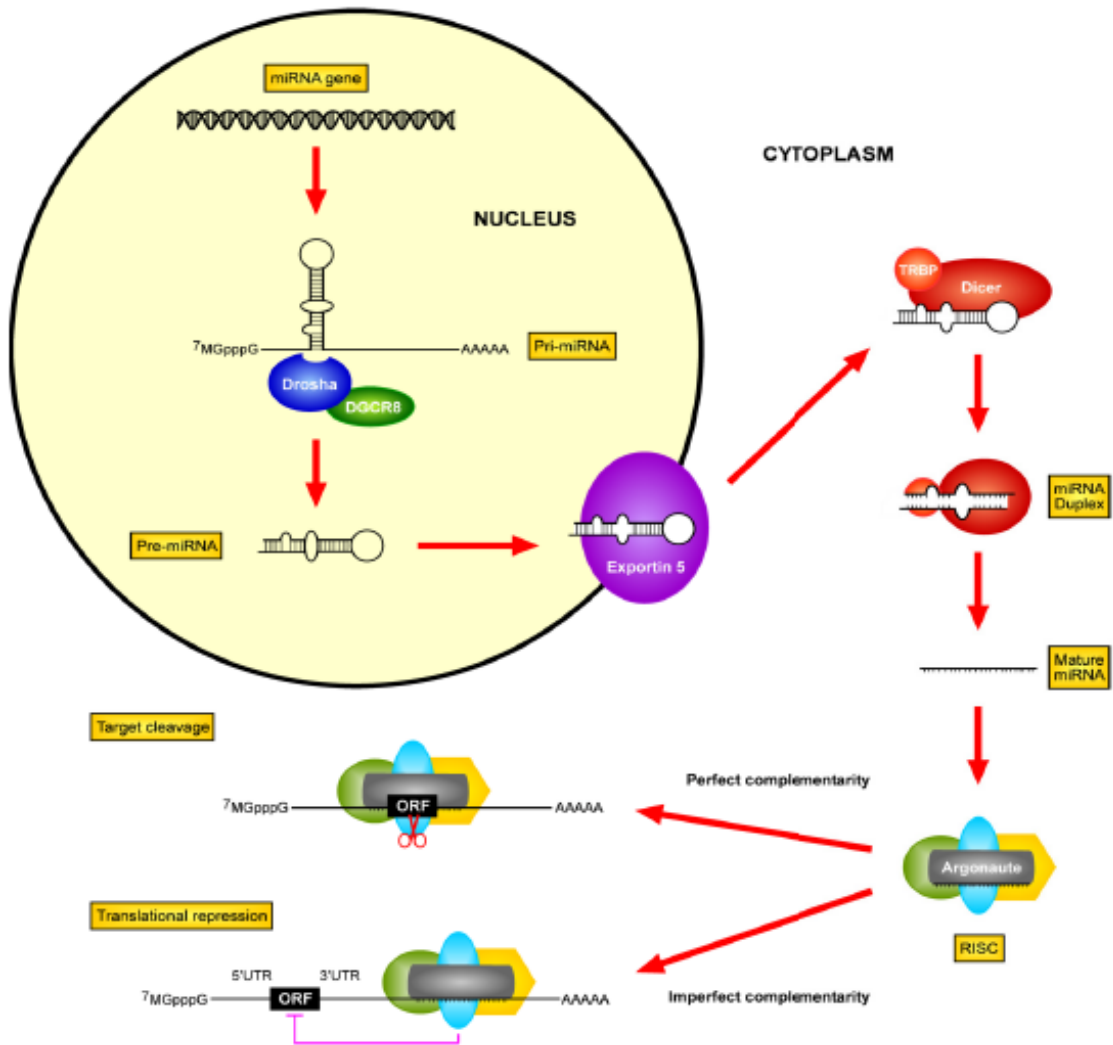 miRNA gene
CYTOPLASM
NUCLEUS
TRBP
Dicer
⁷MGpppG
AAAAA
Pri-miRNA
Drosha
DGCR8
miRNA
Duplex
Pre-miRNA
Exportin 5
Mature
miRNA
Target cleavage
Perfect complementarity
⁷MGpppG
ORF
AAAAA
Argonaute
Translational repression
RISC
5'UTR
3'UTR
⁷MGpppG
ORF
AAAAA
Imperfect complementarity